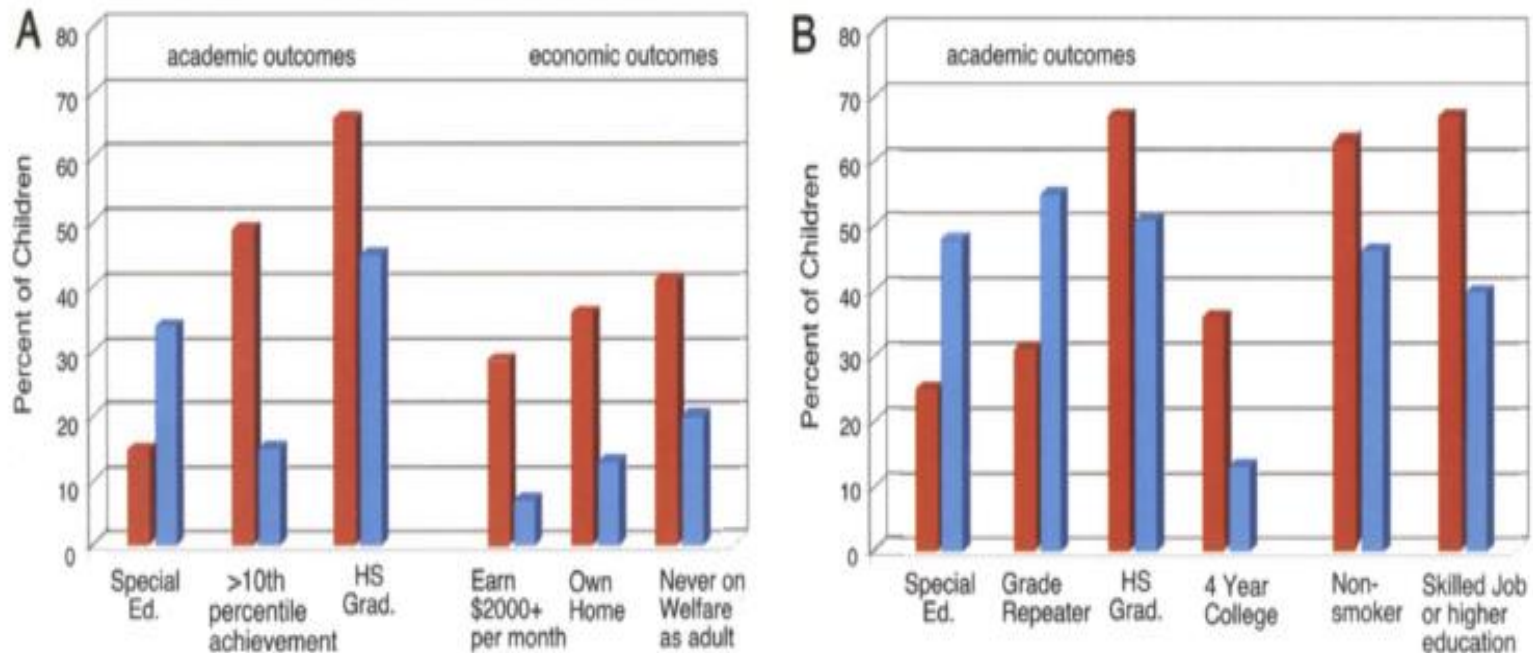 A
academic outcomes
economic outcomes
Percent of Children
80
70
60
50
40
30
20
10
0
Special
Ed.
>10th
percentile
achievement
HS
Grad.
Earn
$2000+
per month
Own
Home
Never on
Welfare
as adult
B
academic outcomes
Percent of Children
80
70
60
50
40
30
20
10
0
Special
Ed.
Grade
Repeater
HS
Grad.
4 Year
College
Non-
smoker
Skilled Job
or higher
education